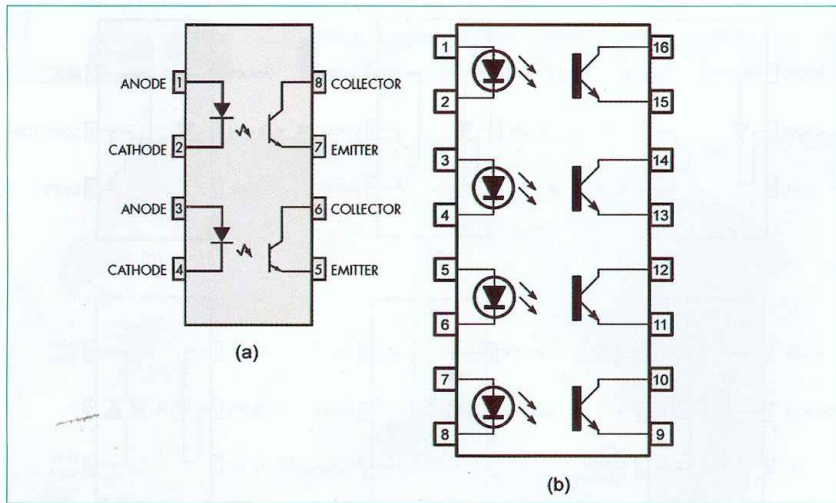 ANODE 1 8 COLLECTOR
CATHODE 2 7 EMITTER
ANODE 3 6 COLLECTOR
CATHODE 4 5 EMITTER
(a)
1 16
2 15
3 14
4 13
5 12
6 11
7 10
8 9
(b)